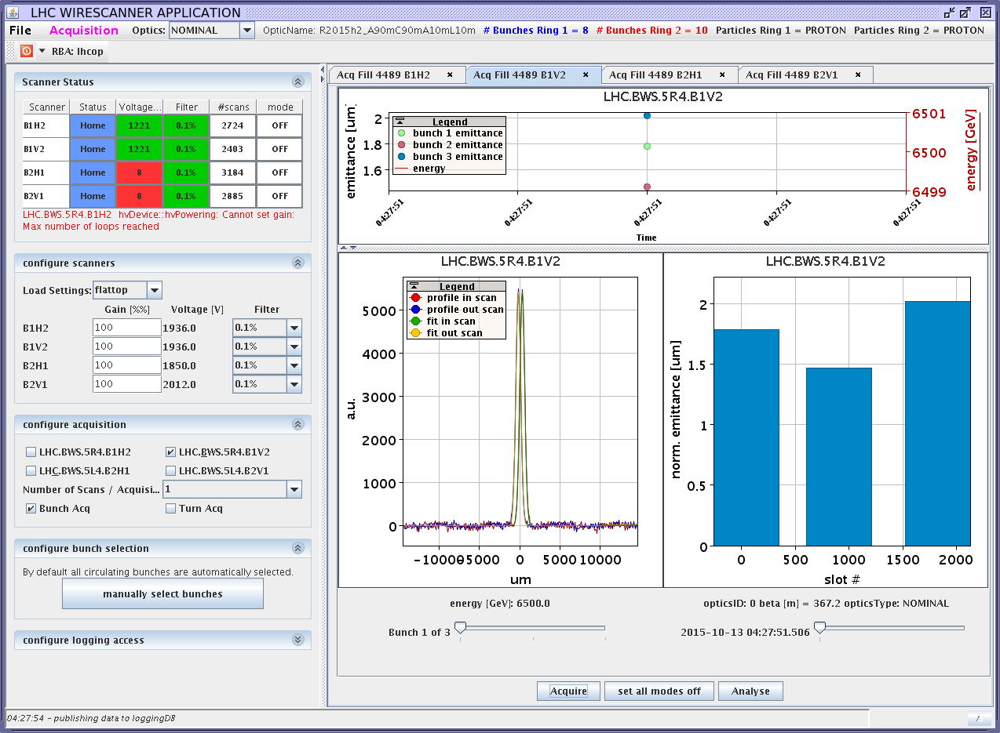 LHC WIRESCANNER APPLICATION
File Acquisition Optics: NOMINAL OpticName: R2015h2_A90mC90mA10mL10m # Bunches Ring 1 = 8 # Bunches Ring 2 = 10 Particles Ring 1 = PROTON Particles Ring 2 = PROTON
RBA: lhcop
Scanner Status
Scanner Status Voltage... Filter #scans mode
B1H2 Home 1221 0.1% 2724 OFF
B1V2 Home 1221 0.1% 2403 OFF
B2H1 Home 8 0.1% 3184 OFF
B2V1 Home 8 0.1% 2885 OFF
LHC.BWS.5R4.B1H2 hvDevice::hvPowering: Cannot set gain:
Max number of loops reached
configure scanners
Load Settings: flattop
Gain [%%] Voltage [V] Filter
B1H2 100 1936.0 0.1%
B1V2 100 1936.0 0.1%
B2H1 100 1850.0 0.1%
B2V1 100 2012.0 0.1%
configure acquisition
LHC.BWS.5R4.B1H2 LHC.BWS.5R4.B1V2
LHC.BWS.5L4.B2H1 LHC.BWS.5L4.B2V1
Number of Scans / Acquisi... 1
Bunch Acq Turn Acq
configure bunch selection
By default all circulating bunches are automatically selected.
manually select bunches
configure logging access
Acq Fill 4489 B1H2 × Acq Fill 4489 B1V2 × Acq Fill 4489 B2H1 × Acq Fill 4489 B2V1 ×
LHC.BWS.5R4.B1V2
emittance [um]
2
1.8
1.6
Legend
bunch 1 emittance
bunch 2 emittance
bunch 3 emittance
energy
6501
6500
6499
energy [GeV]
04:27:51 04:27:51 04:27:51 04:27:51 04:27:51
Time
LHC.BWS.5R4.B1V2
Legend
profile in scan
profile out scan
fit in scan
fit out scan
a.u.
5000
4000
3000
2000
1000
0
-10000 -5000 0 5000 10000
um
LHC.BWS.5R4.B1V2
norm. emittance [um]
2
1.5
1
0.5
0
0 500 1000 1500 2000
slot #
energy [GeV]: 6500.0
opticsID: 0 beta [m] = 367.2 opticsType: NOMINAL
Bunch 1 of 3
2015-10-13 04:27:51.506
Acquire set all modes off Analyse
04:27:54 - publishing data to loggingDB